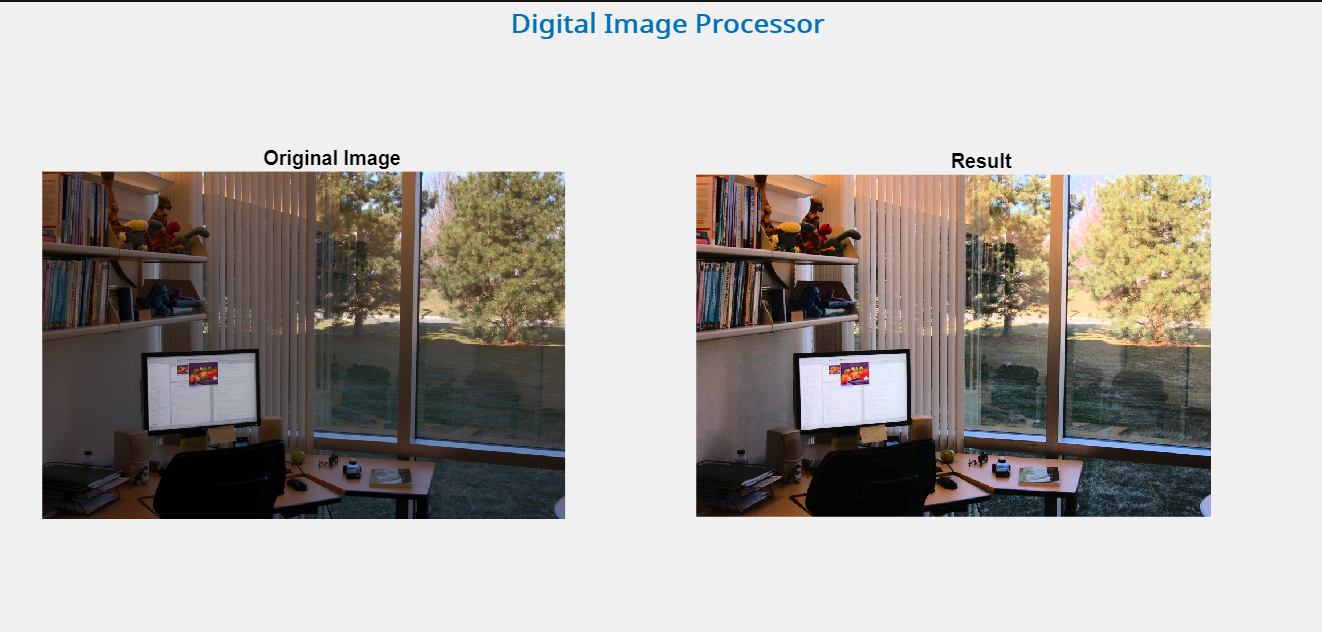 Digital Image Processor
Original Image
Result